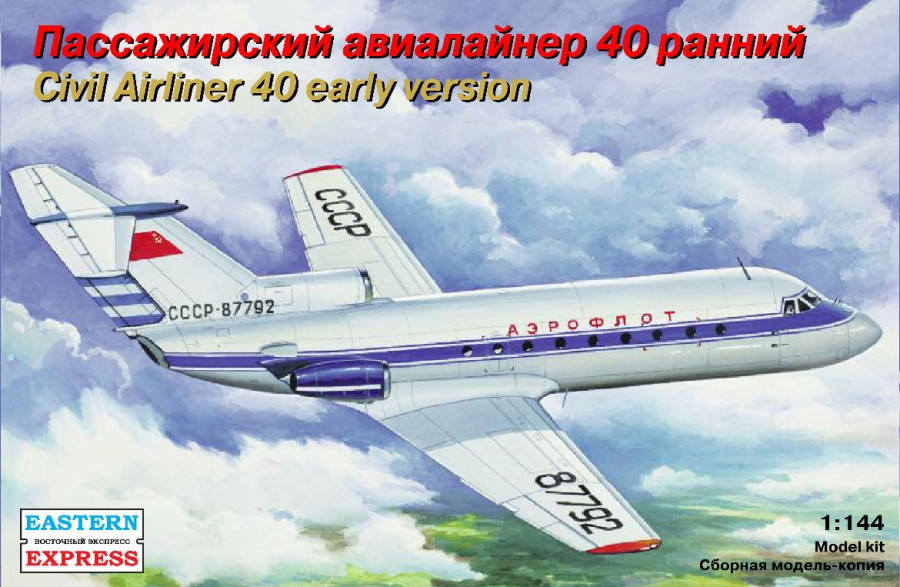 Пассажирский авиалайнер 40 ранний
Civil Airliner 40 early version
СССР
СССР-87792
АЭРОФЛОТ
87792
EASTERN
ВОСТОЧНЫЙ ЭКСПРЕСС
EXPRESS
1:144
Model kit
Сборная модель-копия